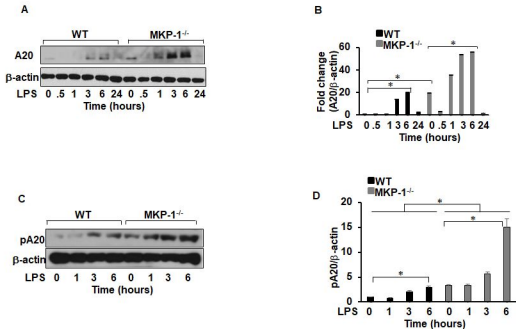 A
WT MKP-1-/-
A20
β-actin
LPS 0 .5 1 3 6 24 0 .5 1 3 6 24
Time (hours)
B
WT
MKP-1-/-
Fold change
(A20/β-actin)
60
40
20
0
* * *
LPS 0 .5 1 3 6 24 0 .5 1 3 6 24
Time (hours)
C
WT MKP-1-/-
pA20
β-actin
LPS 0 1 3 6 0 1 3 6
Time (hours)
D
WT
MKP-1-/-
pA20/β-actin
20
15
10
5
0
* * *
LPS 0 1 3 6 0 1 3 6
Time (hours)